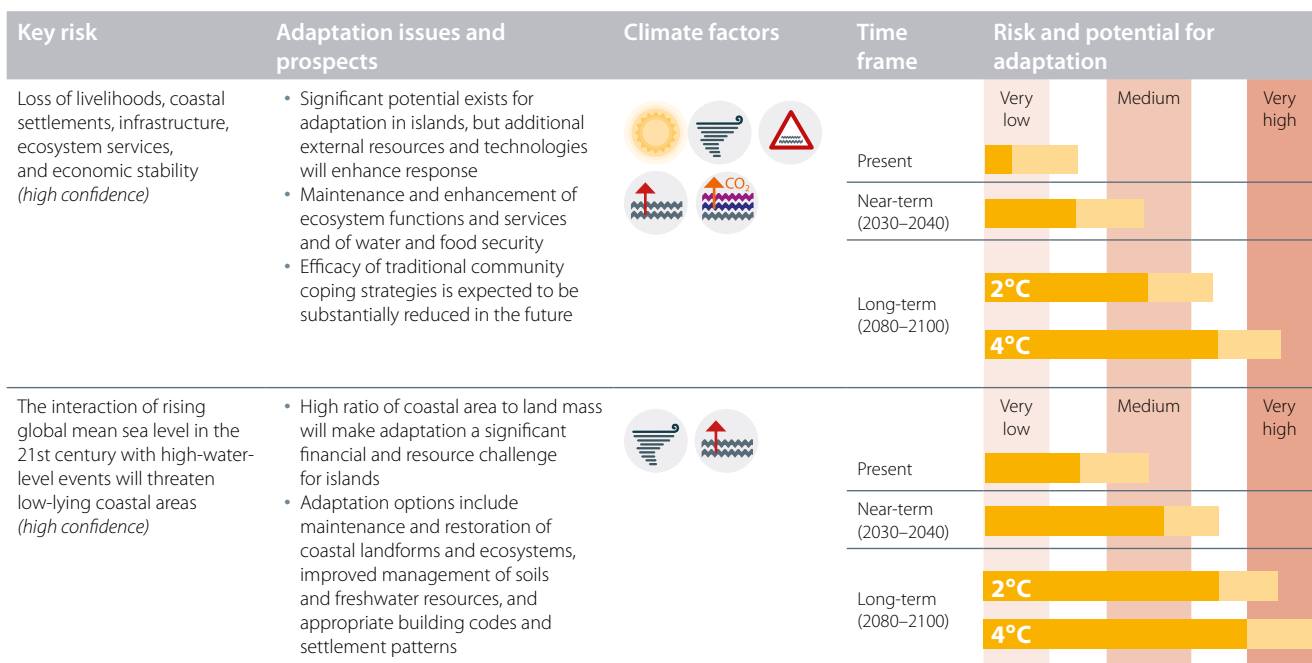 Key risk
Adaptation issues and
prospects
Climate factors
Time
frame
Risk and potential for
adaptation
Loss of livelihoods, coastal
settlements, infrastructure,
ecosystem services,
and economic stability
(high confidence)
• Significant potential exists for
adaptation in islands, but additional
external resources and technologies
will enhance response
• Maintenance and enhancement of
ecosystem functions and services
and of water and food security
• Efficacy of traditional community
coping strategies is expected to be
substantially reduced in the future
CO₂
Very
low
Medium
Very
high
Present
Near-term
(2030–2040)
Long-term
(2080–2100)
2°C
4°C
The interaction of rising
global mean sea level in the
21st century with high-water-
level events will threaten
low-lying coastal areas
(high confidence)
• High ratio of coastal area to land mass
will make adaptation a significant
financial and resource challenge
for islands
• Adaptation options include
maintenance and restoration of
coastal landforms and ecosystems,
improved management of soils
and freshwater resources, and
appropriate building codes and
settlement patterns
Very
low
Medium
Very
high
Present
Near-term
(2030–2040)
Long-term
(2080–2100)
2°C
4°C